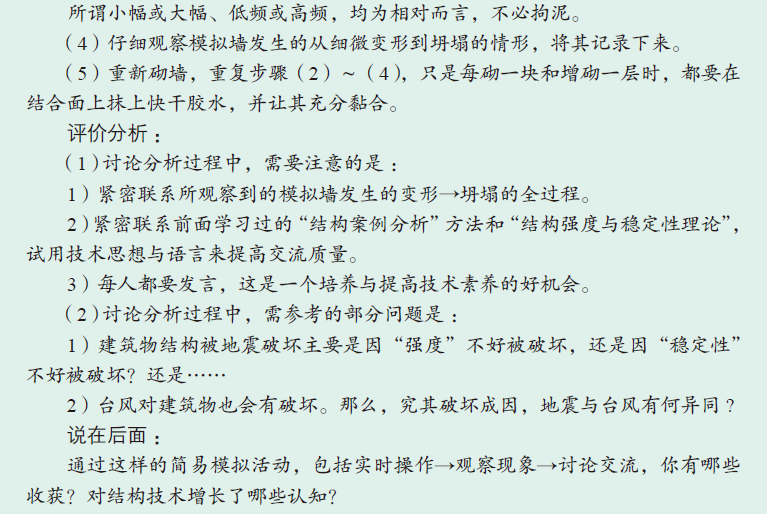 所谓小幅或大幅、低频或高频，均为相对而言，不必拘泥。
（4）仔细观察模拟墙发生的从细微变形到坍塌的情形，将其记录下来。
（5）重新砌墙，重复步骤（2）～（4），只是每砌一块和增砌一层时，都要在
结合面上抹上快干胶水，并让其充分黏合。
评价分析：
（1）讨论分析过程中，需要注意的是：
1）紧密联系所观察到的模拟墙发生的变形→坍塌的全过程。
2）紧密联系前面学习过的“结构案例分析”方法和“结构强度与稳定性理论”，
试用技术思想与语言来提高交流质量。
3）每人都要发言，这是一个培养与提高技术素养的好机会。
（2）讨论分析过程中，需参考的部分问题是：
1）建筑物结构被地震破坏主要是因“强度”不好被破坏，还是因“稳定性”
不好被破坏？还是……
2）台风对建筑物也会有破坏。那么，究其破坏成因，地震与台风有何异同？
说在后面：
通过这样的简易模拟活动，包括实时操作→观察现象→讨论交流，你有哪些
收获？对结构技术增长了哪些认知？